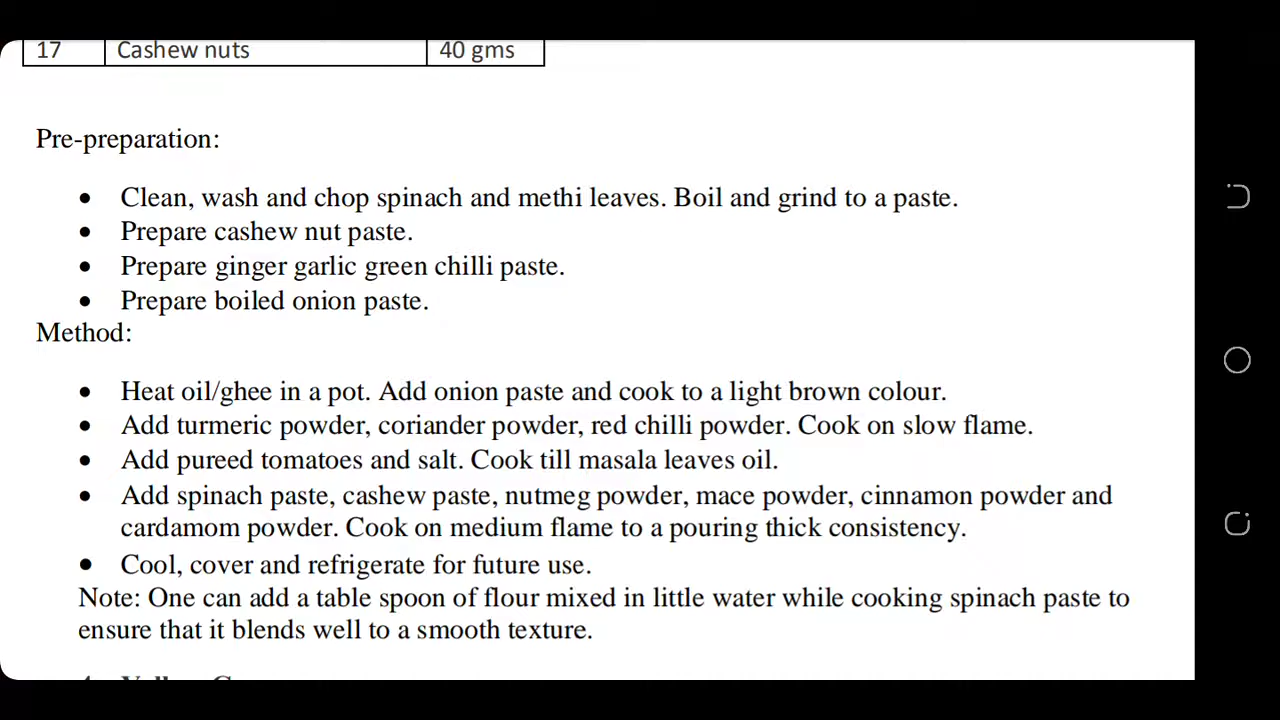 17 Cashew nuts 40 gms
Pre-preparation:
• Clean, wash and chop spinach and methi leaves. Boil and grind to a paste.
• Prepare cashew nut paste.
• Prepare ginger garlic green chilli paste.
• Prepare boiled onion paste.
Method:
• Heat oil/ghee in a pot. Add onion paste and cook to a light brown colour.
• Add turmeric powder, coriander powder, red chilli powder. Cook on slow flame.
• Add pureed tomatoes and salt. Cook till masala leaves oil.
• Add spinach paste, cashew paste, nutmeg powder, mace powder, cinnamon powder and
cardamom powder. Cook on medium flame to a pouring thick consistency.
• Cool, cover and refrigerate for future use.
Note: One can add a table spoon of flour mixed in little water while cooking spinach paste to
ensure that it blends well to a smooth texture.